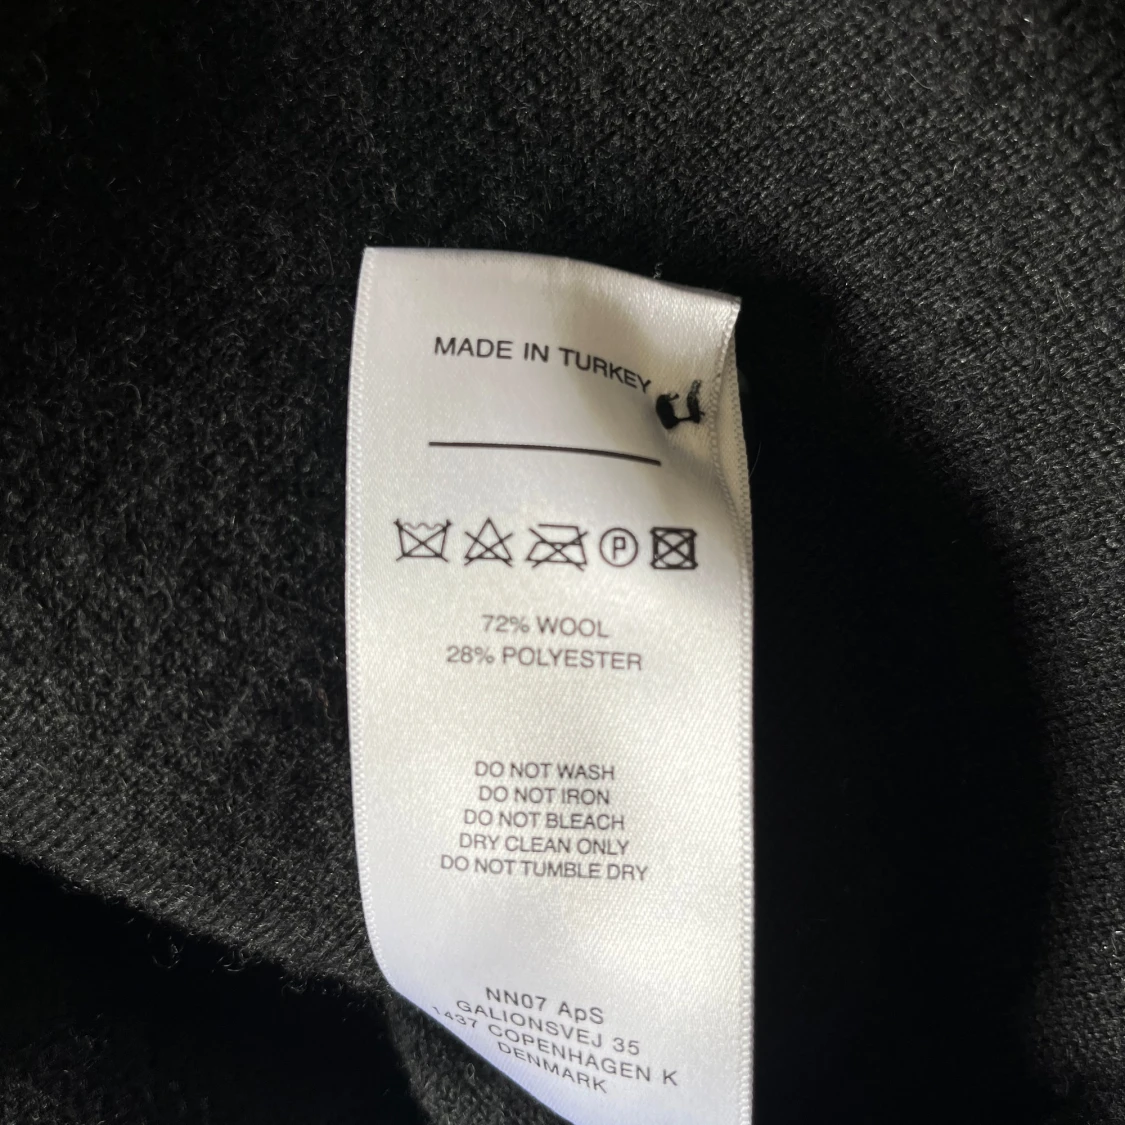 MADE IN TURKEY
P
72% WOOL
28% POLYESTER
DO NOT WASH
DO NOT IRON
DO NOT BLEACH
DRY CLEAN ONLY
DO NOT TUMBLE DRY
NN07 ApS
GALIONSVEJ 35
1437 COPENHAGEN K
DENMARK